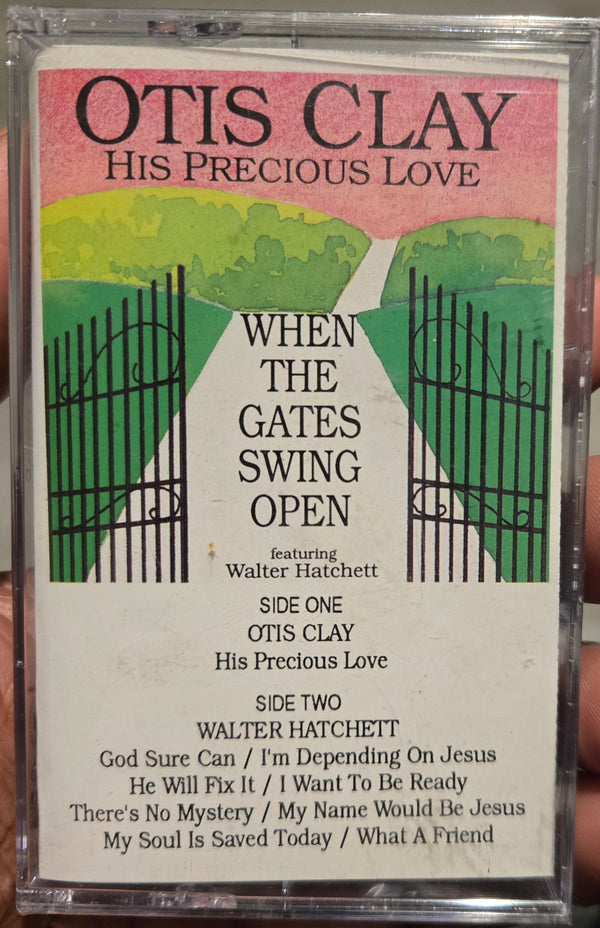 OTIS CLAY
HIS PRECIOUS LOVE
WHEN
THE
GATES
SWING
OPEN
featuring
Walter Hatchett
SIDE ONE
OTIS CLAY
His Precious Love
SIDE TWO
WALTER HATCHETT
God Sure Can / I'm Depending On Jesus
He Will Fix It / I Want To Be Ready
There's No Mystery / My Name Would Be Jesus
My Soul Is Saved Today / What A Friend